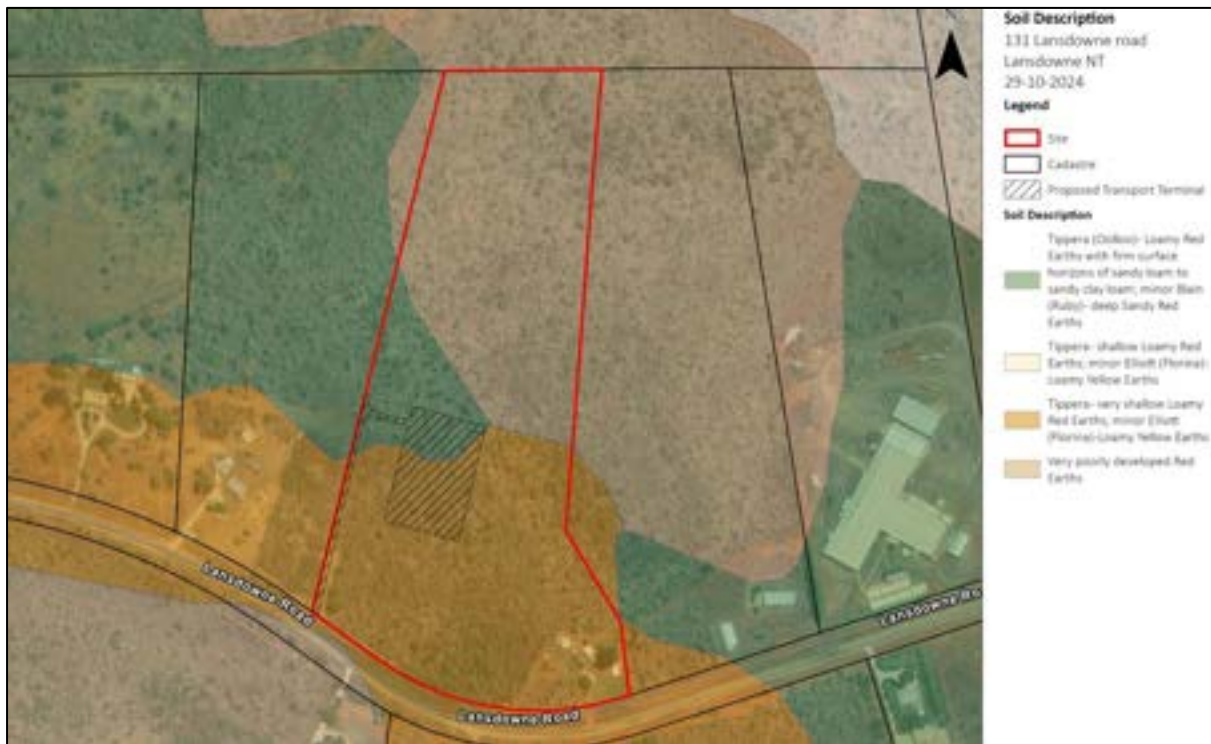 Soil Description
131 Lansdowne road
Lansdowne NT
29-10-2024
Legend
Site
Cadastre
Proposed Transport Terminal
Soil Description
Tippera (Oolloo)- Loamy Red
Earths with firm surface
horizons of sandy loam to
sandy clay loam; minor Blain
(Ruby)- deep Sandy Red
Earths
Tippera- shallow Loamy Red
Earths; minor Elliott (Florina)-
Loamy Yellow Earths
Tippera- very shallow Loamy
Red Earths, minor Elliott
(Florina)-Loamy Yellow Earths
Very poorly developed Red
Earths
Lansdowne Road
Lansdowne Road
Lansdowne Ro